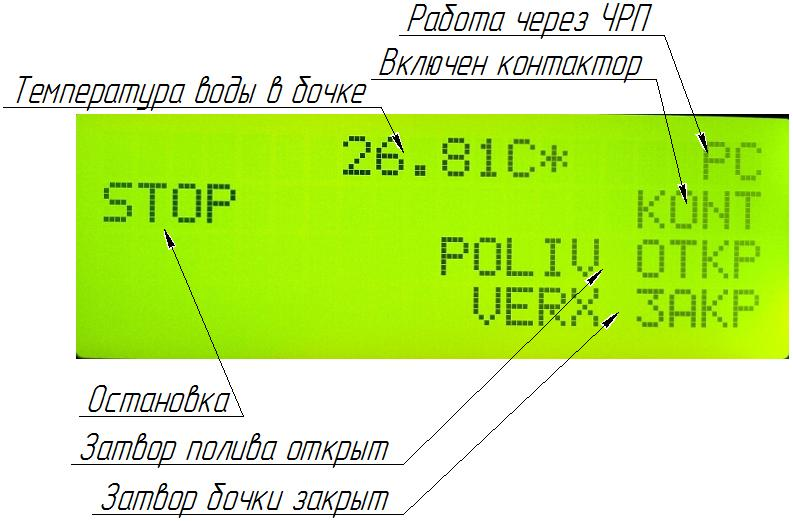 Работа через ЧРП
Включен контактор
Температура воды в бочке
26.81C* PC
STOP KONT
POLIV ОТКР
VERX ЗАКР
Остановка
Затвор полива открыт
Затвор бочки закрыт